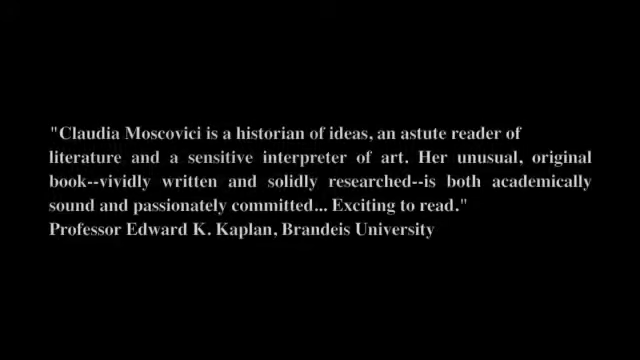 "Claudia Moscovici is a historian of ideas, an astute reader of
literature and a sensitive interpreter of art. Her unusual, original
book--vividly written and solidly researched--is both academically
sound and passionately committed... Exciting to read."
Professor Edward K. Kaplan, Brandeis University